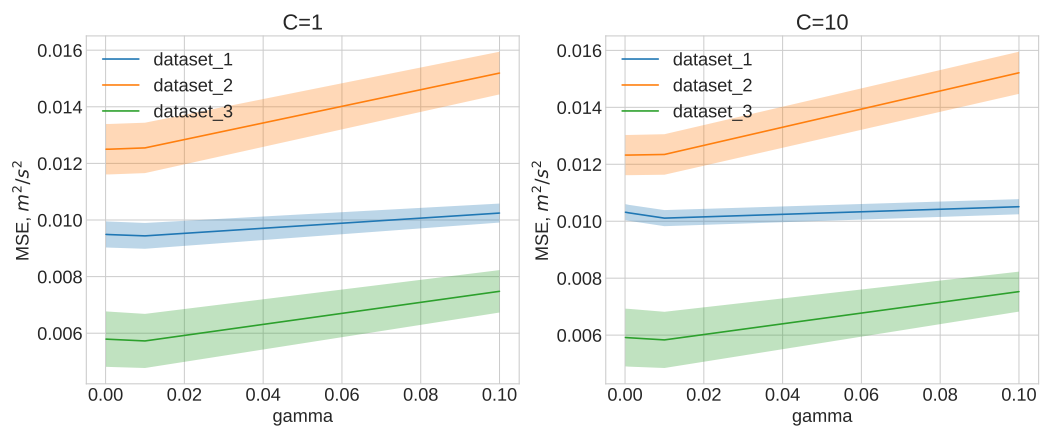 C=1
0.016
0.014
0.012
0.010
0.008
0.006
MSE, m²/s²
dataset_1
dataset_2
dataset_3
0.00 0.02 0.04 0.06 0.08 0.10
gamma
C=10
0.016
0.014
0.012
0.010
0.008
0.006
MSE, m²/s²
dataset_1
dataset_2
dataset_3
0.00 0.02 0.04 0.06 0.08 0.10
gamma